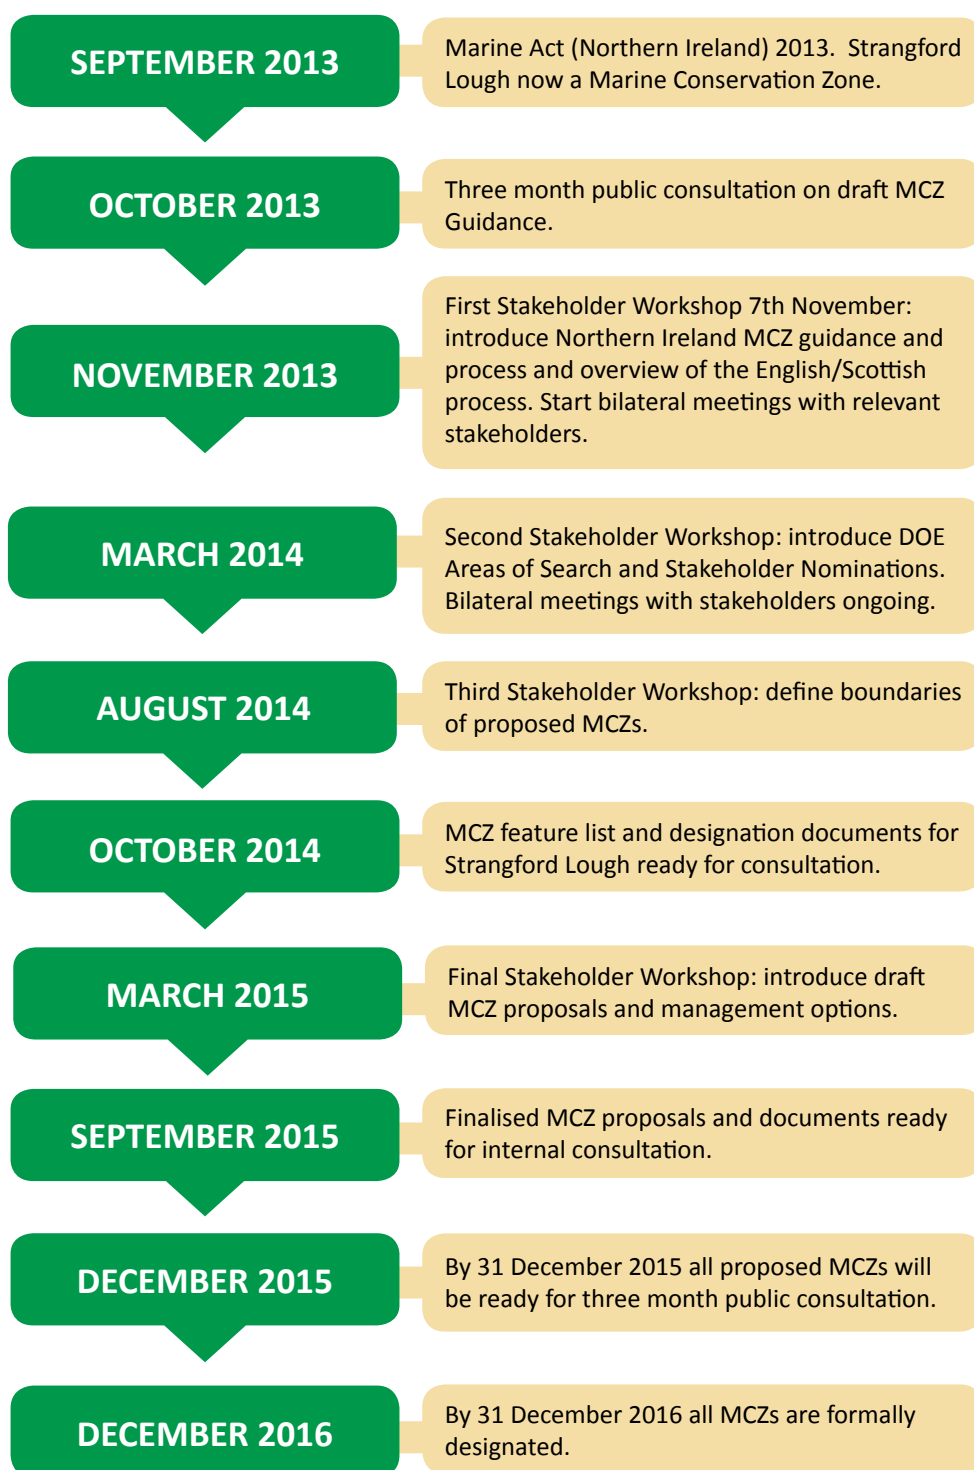 SEPTEMBER 2013
Marine Act (Northern Ireland) 2013.  Strangford
Lough now a Marine Conservation Zone.
OCTOBER 2013
Three month public consultation on draft MCZ
Guidance.
NOVEMBER 2013
First Stakeholder Workshop 7th November:
introduce Northern Ireland MCZ guidance and
process and overview of the English/Scottish
process. Start bilateral meetings with relevant
stakeholders.
MARCH 2014
Second Stakeholder Workshop: introduce DOE
Areas of Search and Stakeholder Nominations.
Bilateral meetings with stakeholders ongoing.
AUGUST 2014
Third Stakeholder Workshop: define boundaries
of proposed MCZs.
OCTOBER 2014
MCZ feature list and designation documents for
Strangford Lough ready for consultation.
MARCH 2015
Final Stakeholder Workshop: introduce draft
MCZ proposals and management options.
SEPTEMBER 2015
Finalised MCZ proposals and documents ready
for internal consultation.
DECEMBER 2015
By 31 December 2015 all proposed MCZs will
be ready for three month public consultation.
DECEMBER 2016
By 31 December 2016 all MCZs are formally
designated.